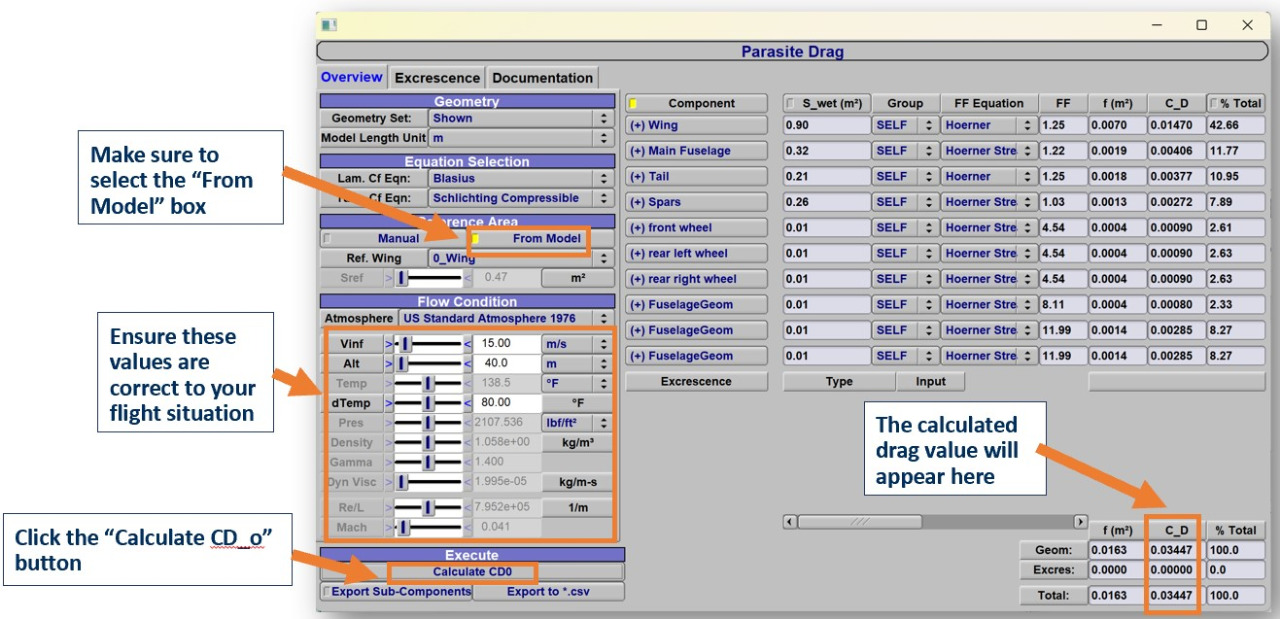 Parasite Drag
Overview Excrescence Documentation
Geometry
Geometry Set: Shown
Model Length Unit m
Equation Selection
Lam. Cf Eqn: Blasius
Cf Eqn: Schlichting Compressible
Reference Area
Manual From Model
Ref. Wing 0_Wing
Sref > < 0.47 m²
Flow Condition
Atmosphere US Standard Atmosphere 1976
Vinf > < 15.00 m/s
Alt > < 40.0 m
Temp > < 138.5 °F
dTemp > < 80.00 °F
Pres > < 2107.536 lbf/ft²
Density > < 1.058e+00 kg/m³
Gamma > < 1.400
Dyn Visc > < 1.995e-05 kg/m-s
Re/L > < 7.952e+05 1/m
Mach > < 0.041
Execute
Calculate CD0
Export Sub-Components Export to *.csv
Component S_wet (m²) Group FF Equation FF f (m²) C_D % Total
(+) Wing 0.90 SELF Hoerner 1.25 0.0070 0.01470 42.66
(+) Main Fuselage 0.32 SELF Hoerner Stre 1.22 0.0019 0.00406 11.77
(+) Tail 0.21 SELF Hoerner 1.25 0.0018 0.00377 10.95
(+) Spars 0.26 SELF Hoerner Stre 1.03 0.0013 0.00272 7.89
(+) front wheel 0.01 SELF Hoerner Stre 4.54 0.0004 0.00090 2.61
(+) rear left wheel 0.01 SELF Hoerner Stre 4.54 0.0004 0.00090 2.63
(+) rear right wheel 0.01 SELF Hoerner Stre 4.54 0.0004 0.00090 2.63
(+) FuselageGeom 0.01 SELF Hoerner Stre 8.11 0.0004 0.00080 2.33
(+) FuselageGeom 0.01 SELF Hoerner Stre 11.99 0.0014 0.00285 8.27
(+) FuselageGeom 0.01 SELF Hoerner Stre 11.99 0.0014 0.00285 8.27
Excrescence Type Input
f (m²) C_D % Total
Geom: 0.0163 0.03447 100.0
Excres: 0.0000 0.00000 0.0
Total: 0.0163 0.03447 100.0
Make sure to
select the “From
Model” box
Ensure these
values are
correct to your
flight situation
Click the “Calculate CD_o”
button
The calculated
drag value will
appear here